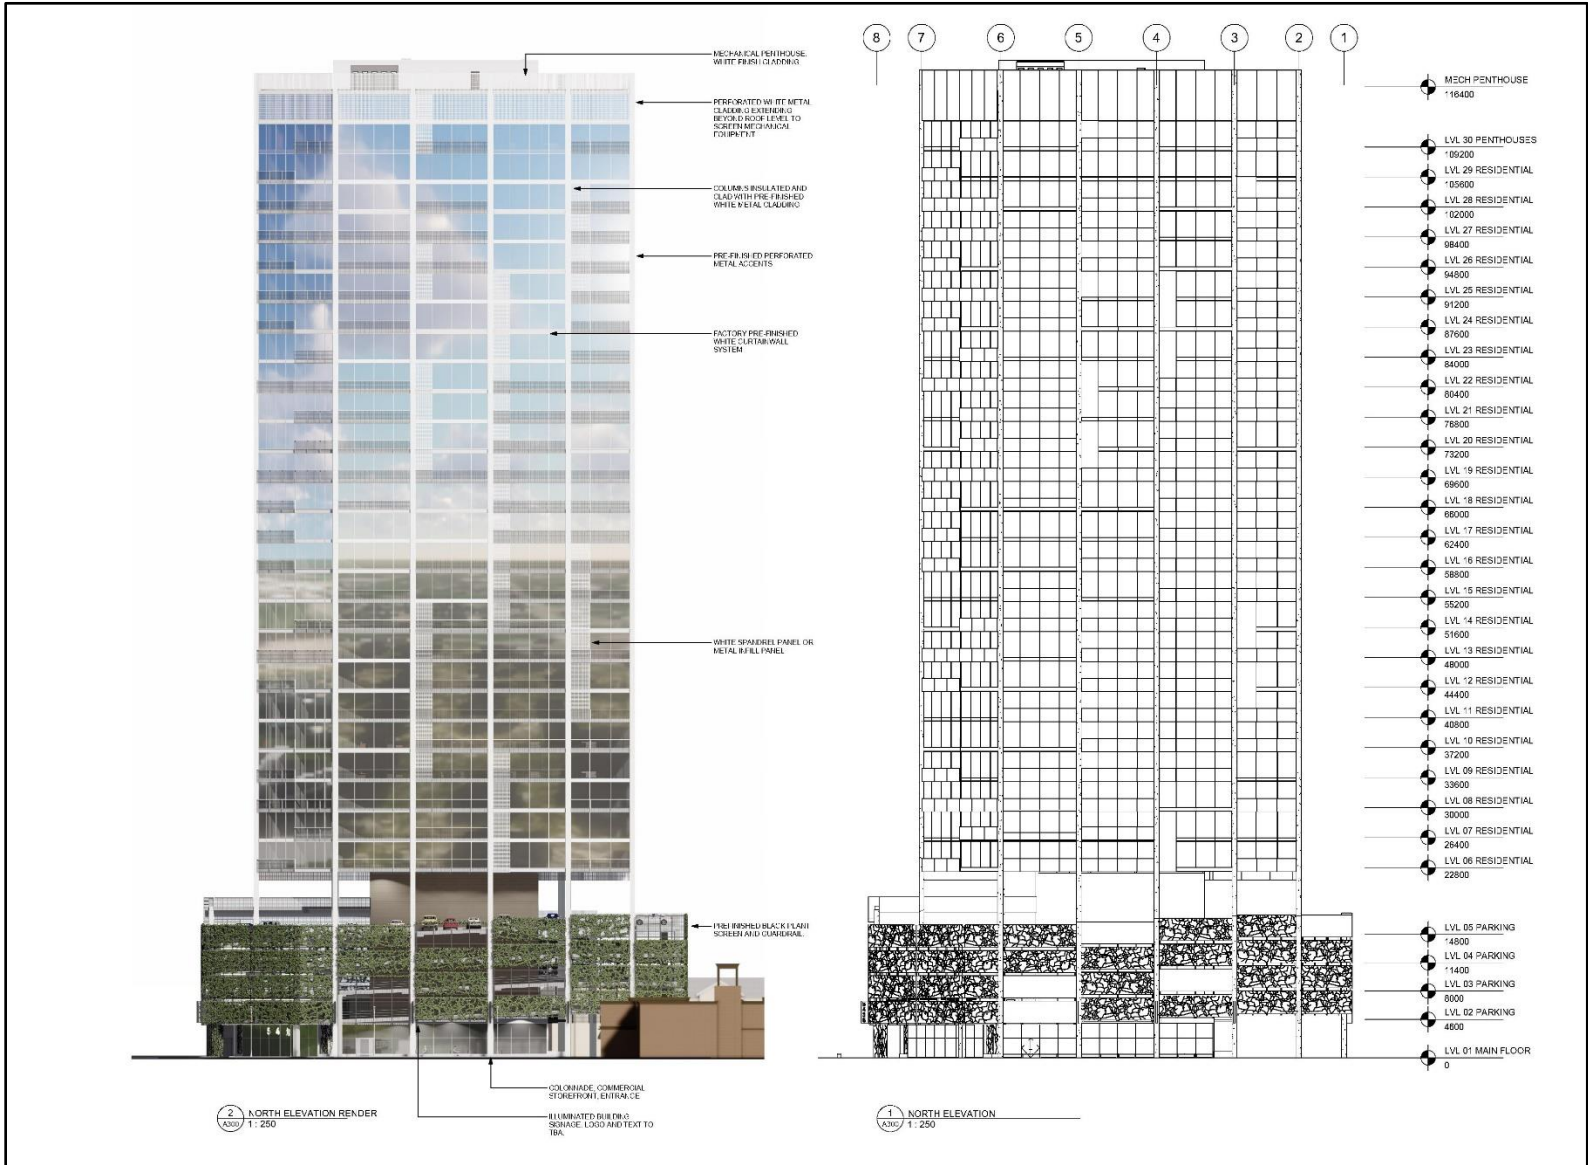 MECHANICAL PENTHOUSE,
WHITE FINISH CLADDING
PERFORATED WHITE METAL
CLADDING EXTENDING
BEYOND ROOF LEVEL TO
SCREEN MECHANICAL
EQUIPMENT
COLUMNS INSULATED AND
CLAD WITH PRE-FINISHED
WHITE METAL CLADDING
PRE-FINISHED PERFORATED
METAL ACCENTS
FACTORY PRE-FINISHED
WHITE CURTAINWALL
SYSTEM
WHITE SPANDREL PANEL OR
METAL INFILL PANEL
PREFINISHED BLACK PLANT
SCREEN AND GUARDRAIL.
COLONNADE, COMMERCIAL
STOREFRONT, ENTRANCE
ILLUMINATED BUILDING
SIGNAGE. LOGO AND TEXT TO
TBA.
2
A300
NORTH ELEVATION RENDER
1 : 250
8 7 6 5 4 3 2 1
MECH PENTHOUSE
116400
LVL 30 PENTHOUSES
109200
LVL 29 RESIDENTIAL
105600
LVL 28 RESIDENTIAL
102000
LVL 27 RESIDENTIAL
98400
LVL 26 RESIDENTIAL
94800
LVL 25 RESIDENTIAL
91200
LVL 24 RESIDENTIAL
87600
LVL 23 RESIDENTIAL
84000
LVL 22 RESIDENTIAL
80400
LVL 21 RESIDENTIAL
76800
LVL 20 RESIDENTIAL
73200
LVL 19 RESIDENTIAL
69600
LVL 18 RESIDENTIAL
66000
LVL 17 RESIDENTIAL
62400
LVL 16 RESIDENTIAL
58800
LVL 15 RESIDENTIAL
55200
LVL 14 RESIDENTIAL
51600
LVL 13 RESIDENTIAL
48000
LVL 12 RESIDENTIAL
44400
LVL 11 RESIDENTIAL
40800
LVL 10 RESIDENTIAL
37200
LVL 09 RESIDENTIAL
33600
LVL 08 RESIDENTIAL
30000
LVL 07 RESIDENTIAL
26400
LVL 06 RESIDENTIAL
22800
LVL 05 PARKING
14800
LVL 04 PARKING
11400
LVL 03 PARKING
8000
LVL 02 PARKING
4600
LVL 01 MAIN FLOOR
0
1
A300
NORTH ELEVATION
1 : 250